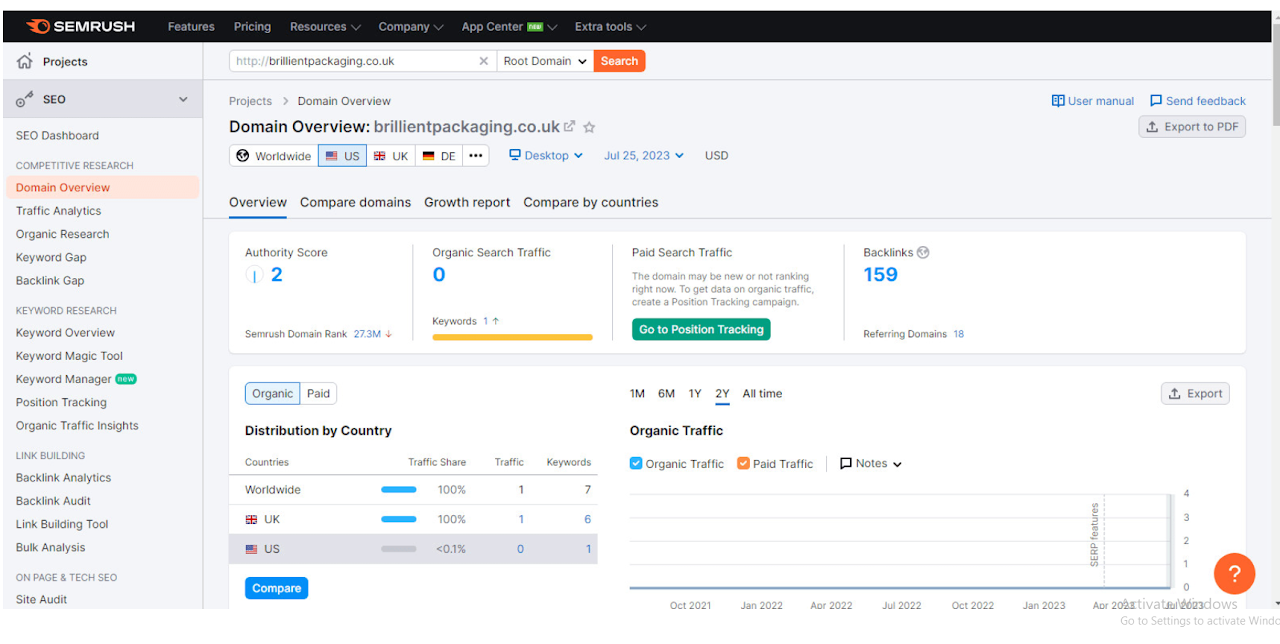 SEMRUSH Features Pricing Resources Company App Center new Extra tools
Projects
SEO
SEO Dashboard
COMPETITIVE RESEARCH
Domain Overview
Traffic Analytics
Organic Research
Keyword Gap
Backlink Gap
KEYWORD RESEARCH
Keyword Overview
Keyword Magic Tool
Keyword Manager new
Position Tracking
Organic Traffic Insights
LINK BUILDING
Backlink Analytics
Backlink Audit
Link Building Tool
Bulk Analysis
ON PAGE & TECH SEO
Site Audit
http://brillientpackaging.co.uk Root Domain Search
Projects > Domain Overview
User manual Send feedback
Domain Overview: brillientpackaging.co.uk
Export to PDF
Worldwide US UK DE ••• Desktop Jul 25, 2023 USD
Overview Compare domains Growth report Compare by countries
Authority Score
2
Semrush Domain Rank 27.3M ↓
Organic Search Traffic
0
Keywords 1 ↑
Paid Search Traffic
The domain may be new or not ranking
right now. To get data on organic traffic,
create a Position Tracking campaign.
Go to Position Tracking
Backlinks
159
Referring Domains 18
Organic Paid
Distribution by Country
Countries Traffic Share Traffic Keywords
Worldwide 100% 1 7
UK 100% 1 6
US <0.1% 0 1
Compare
1M 6M 1Y 2Y All time
Export
Organic Traffic
Organic Traffic Paid Traffic Notes
4
3
2
1
0
SERP features
Oct 2021 Jan 2022 Apr 2022 Jul 2022 Oct 2022 Jan 2023 Apr 2023 Jul 2023
?
Activate Windows
Go to Settings to activate Windo